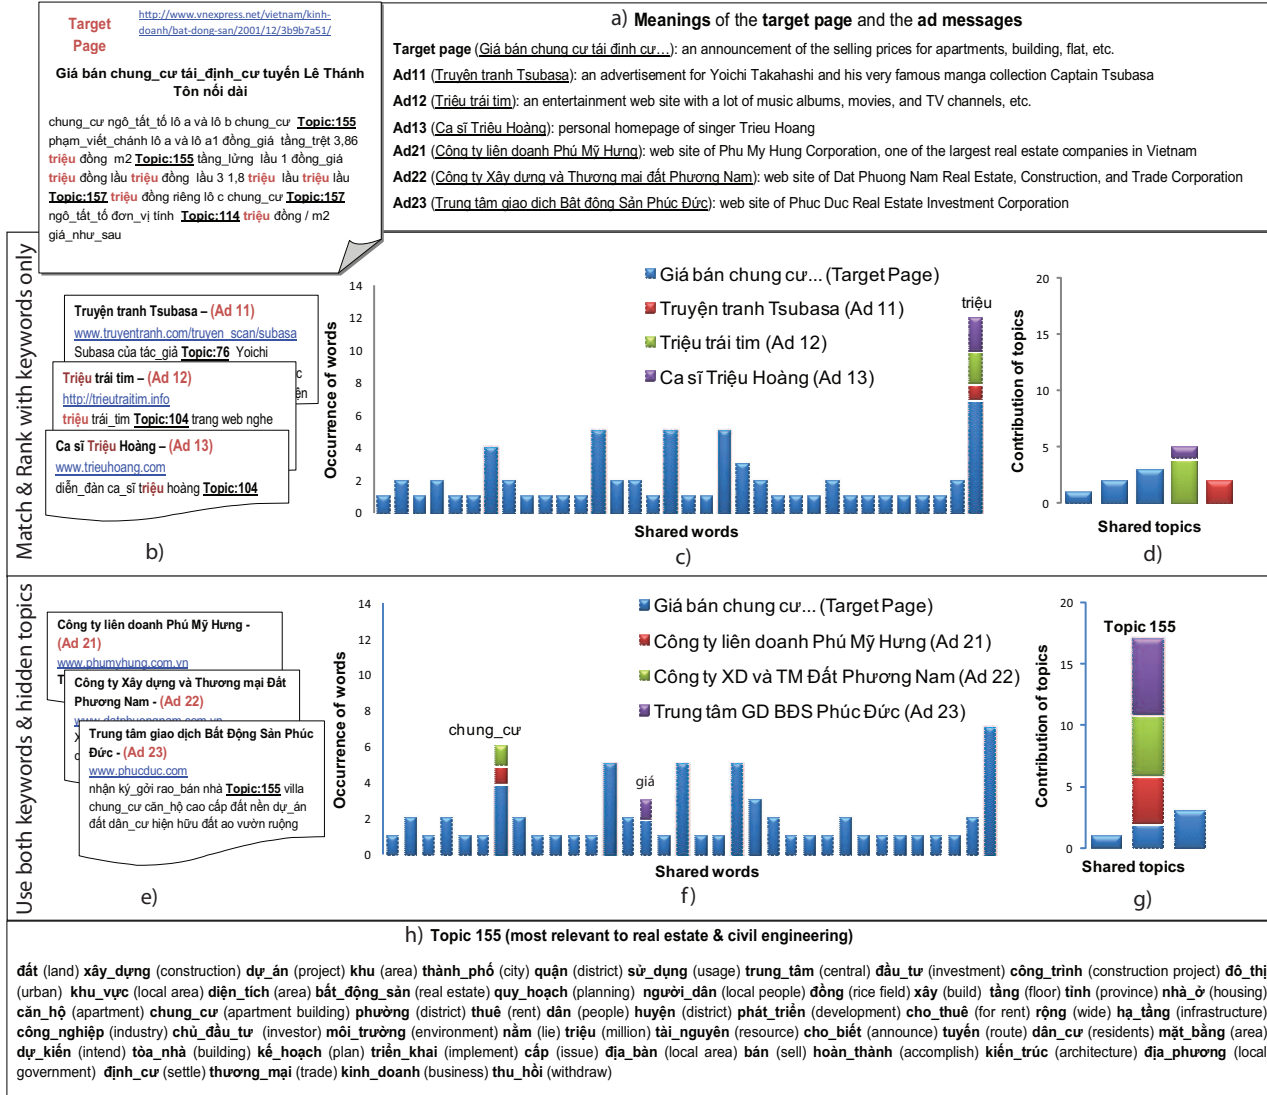 Target Page
http://www.vnexpress.net/vietnam/kinh-
doanh/bat-dong-san/2001/12/3b9b7a51/
Giá bán chung_cư tái_định_cư tuyến Lê Thánh
Tôn nối dài
chung_cư ngô_tất_tố lô a và lô b chung_cư Topic:155
phạm_viết_chánh lô a và lô a1 đồng_giá tầng_trệt 3,86
triệu đồng m2 Topic:155 tầng_lửng lầu 1 đồng_giá
triệu đồng lầu triệu đồng lầu 3 1,8 triệu lầu triệu lầu
Topic:157 triệu đồng riêng lô c chung_cư Topic:157
ngô_tất_tố đơn_vị tính Topic:114 triệu đồng / m2
giá_như_sau
a) Meanings of the target page and the ad messages
Target page (Giá bán chung cư tái định cư…): an announcement of the selling prices for apartments, building, flat, etc.
Ad11 (Truyện tranh Tsubasa): an advertisement for Yoichi Takahashi and his very famous manga collection Captain Tsubasa
Ad12 (Triệu trái tim): an entertainment web site with a lot of music albums, movies, and TV channels, etc.
Ad13 (Ca sĩ Triệu Hoàng): personal homepage of singer Trieu Hoang
Ad21 (Công ty liên doanh Phú Mỹ Hưng): web site of Phu My Hung Corporation, one of the largest real estate companies in Vietnam
Ad22 (Công ty Xây dựng và Thương mại đất Phương Nam): web site of Dat Phuong Nam Real Estate, Construction, and Trade Corporation
Ad23 (Trung tâm giao dịch Bất động Sản Phúc Đức): web site of Phuc Duc Real Estate Investment Corporation
Match & Rank with keywords only
Truyện tranh Tsubasa – (Ad 11)
www.truyentranh.com/truyen_scan/subasa
Subasa của tác_giả Topic:76 Yoichi
c
ện
Triệu trái tim – (Ad 12)
http://trieutraitim.info
triệu trái_tim Topic:104 trang web nghe
Ca sĩ Triệu Hoàng – (Ad 13)
www.trieuhoang.com
diễn_đàn ca_sĩ triệu hoàng Topic:104
b)
Occurrence of words
14
12
10
8
6
4
2
0
Giá bán chung cư... (Target Page)
Truyện tranh Tsubasa (Ad 11)
Triệu trái tim (Ad 12)
Ca sĩ Triệu Hoàng (Ad 13)
triệu
Shared words
c)
Contribution of topics
20
15
10
5
0
Shared topics
d)
Use both keywords & hidden topics
Công ty liên doanh Phú Mỹ Hưng -
(Ad 21)
www.phumyhung.com.vn
T
Công ty Xây dựng và Thương mại Đất
Phương Nam - (Ad 22)
www.datphuongnam.com.vn
X
c
Trung tâm giao dịch Bất Động Sản Phúc
Đức - (Ad 23)
www.phucduc.com
nhận ký_gởi rao_bán nhà Topic:155 villa
chung_cư căn_hộ cao cấp đất nền dự_án
đất dân_cư hiện hữu đất ao vườn ruộng
e)
Occurrence of words
14
12
10
8
6
4
2
0
Giá bán chung cư... (Target Page)
Công ty liên doanh Phú Mỹ Hưng (Ad 21)
Công ty XD và TM Đất Phương Nam (Ad 22)
Trung tâm GD BĐS Phúc Đức (Ad 23)
chung_cư
giá
Shared words
f)
Contribution of topics
20
15
10
5
0
Topic 155
Shared topics
g)
h) Topic 155 (most relevant to real estate & civil engineering)
đất (land) xây_dựng (construction) dự_án (project) khu (area) thành_phố (city) quận (district) sử_dụng (usage) trung_tâm (central) đầu_tư (investment) công_trình (construction project) đô_thị
(urban) khu_vực (local area) diện_tích (area) bất_động_sản (real estate) quy_hoạch (planning) người_dân (local people) đồng (rice field) xây (build) tầng (floor) tỉnh (province) nhà_ở (housing)
căn_hộ (apartment) chung_cư (apartment building) phường (district) thuê (rent) dân (people) huyện (district) phát_triển (development) cho_thuê (for rent) rộng (wide) hạ_tầng (infrastructure)
công_nghiệp (industry) chủ_đầu_tư (investor) môi_trường (environment) nằm (lie) triệu (million) tài_nguyên (resource) cho_biết (announce) tuyến (route) dân_cư (residents) mặt_bằng (area)
dự_kiến (intend) tòa_nhà (building) kế_hoạch (plan) triển_khai (implement) cấp (issue) địa_bàn (local area) bán (sell) hoàn_thành (accomplish) kiến_trúc (architecture) địa_phương (local
government) định_cư (settle) thương_mại (trade) kinh_doanh (business) thu_hồi (withdraw)